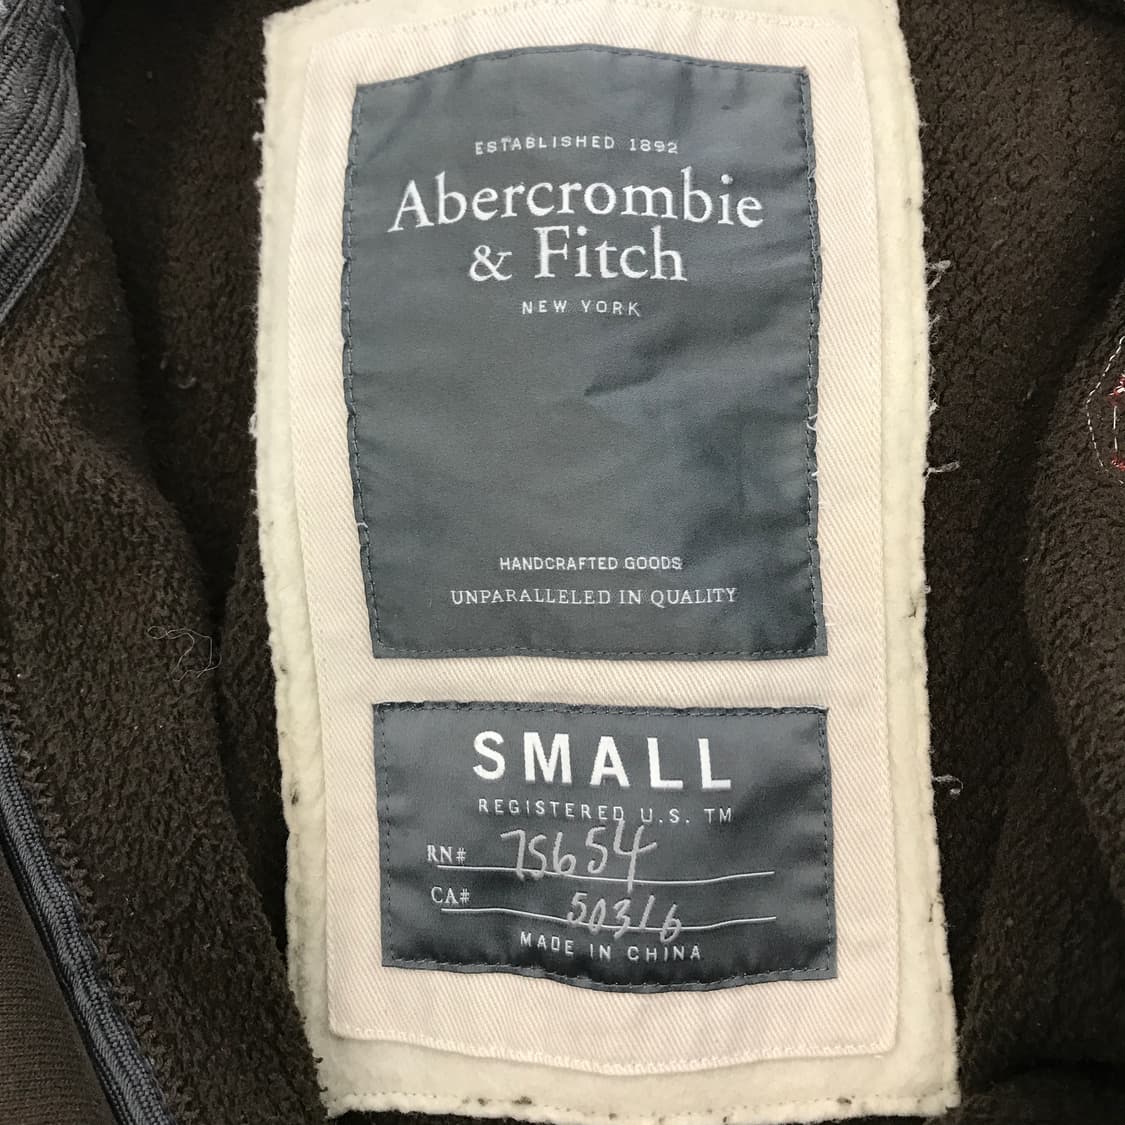 ESTABLISHED 1892
Abercrombie
& Fitch
NEW YORK
HANDCRAFTED GOODS
UNPARALLELED IN QUALITY
SMALL
REGISTERED U.S. TM
RN# 75654
CA# 50316
MADE IN CHINA